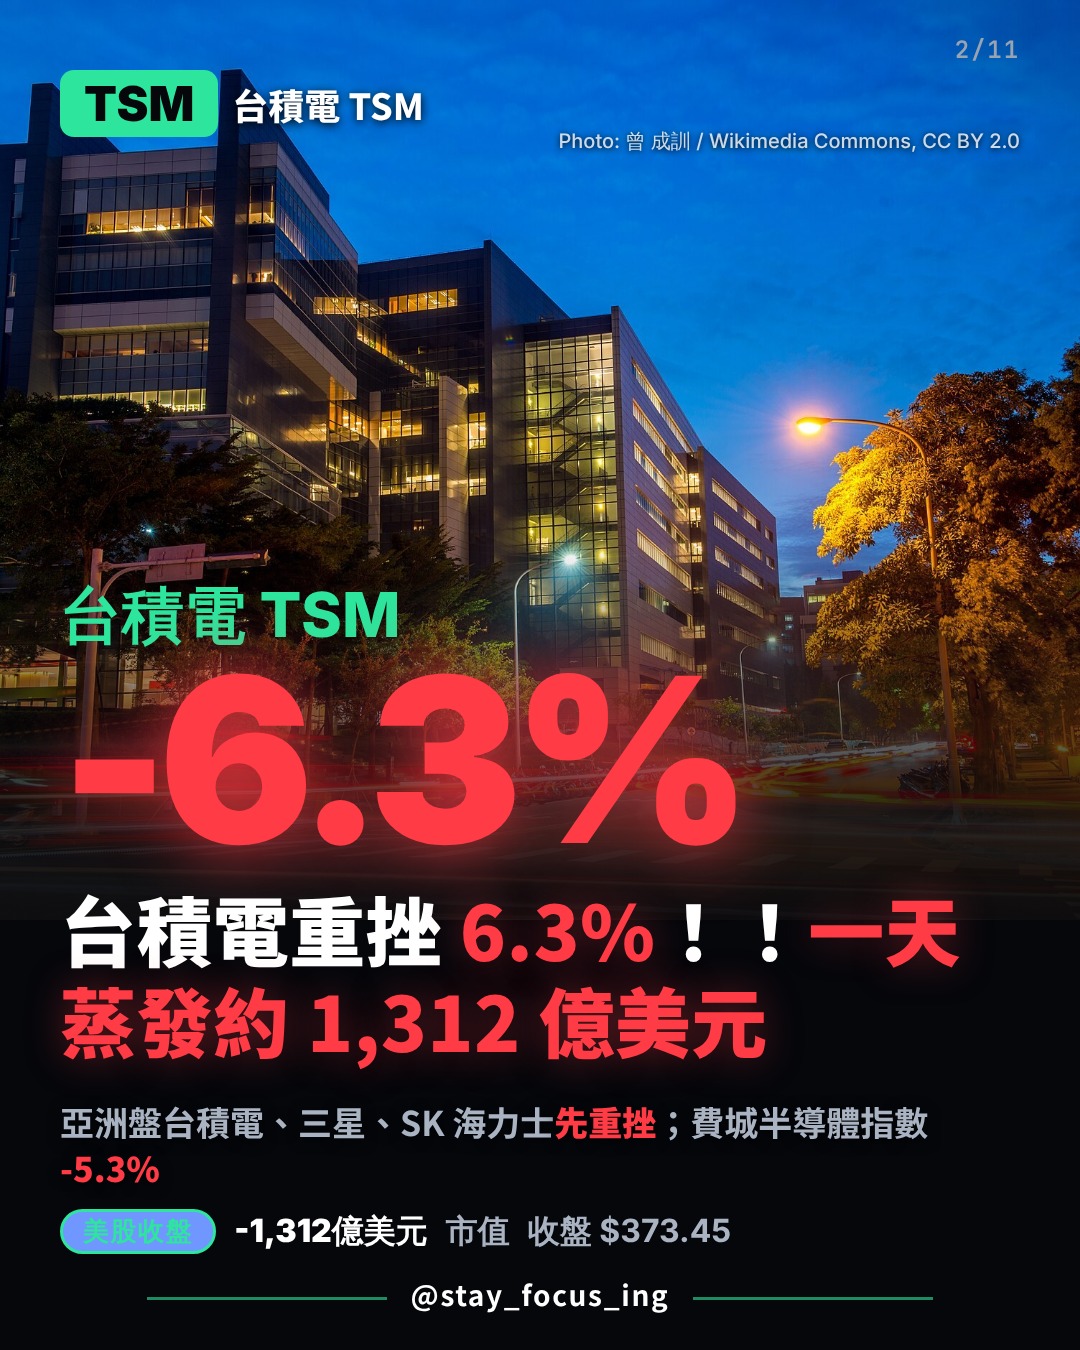 2/11
TSM 台積電 TSM
Photo: 曾 成訓 / Wikimedia Commons, CC BY 2.0
台積電 TSM
-6.3%
台積電重挫 6.3%！！一天
蒸發約 1,312 億美元
亞洲盤台積電、三星、SK 海力士先重挫；費城半導體指數
-5.3%
美股收盤 -1,312億美元 市值 收盤 $373.45
@stay_focus_ing